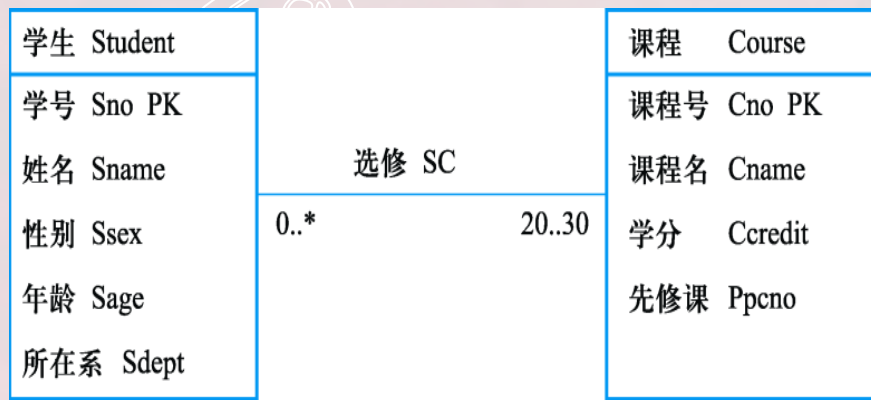 学生 Student
学号 Sno PK
姓名 Sname
性别 Ssex
年龄 Sage
所在系 Sdept
选修 SC
0..* 20..30
课程 Course
课程号 Cno PK
课程名 Cname
学分 Ccredit
先修课 Ppcno